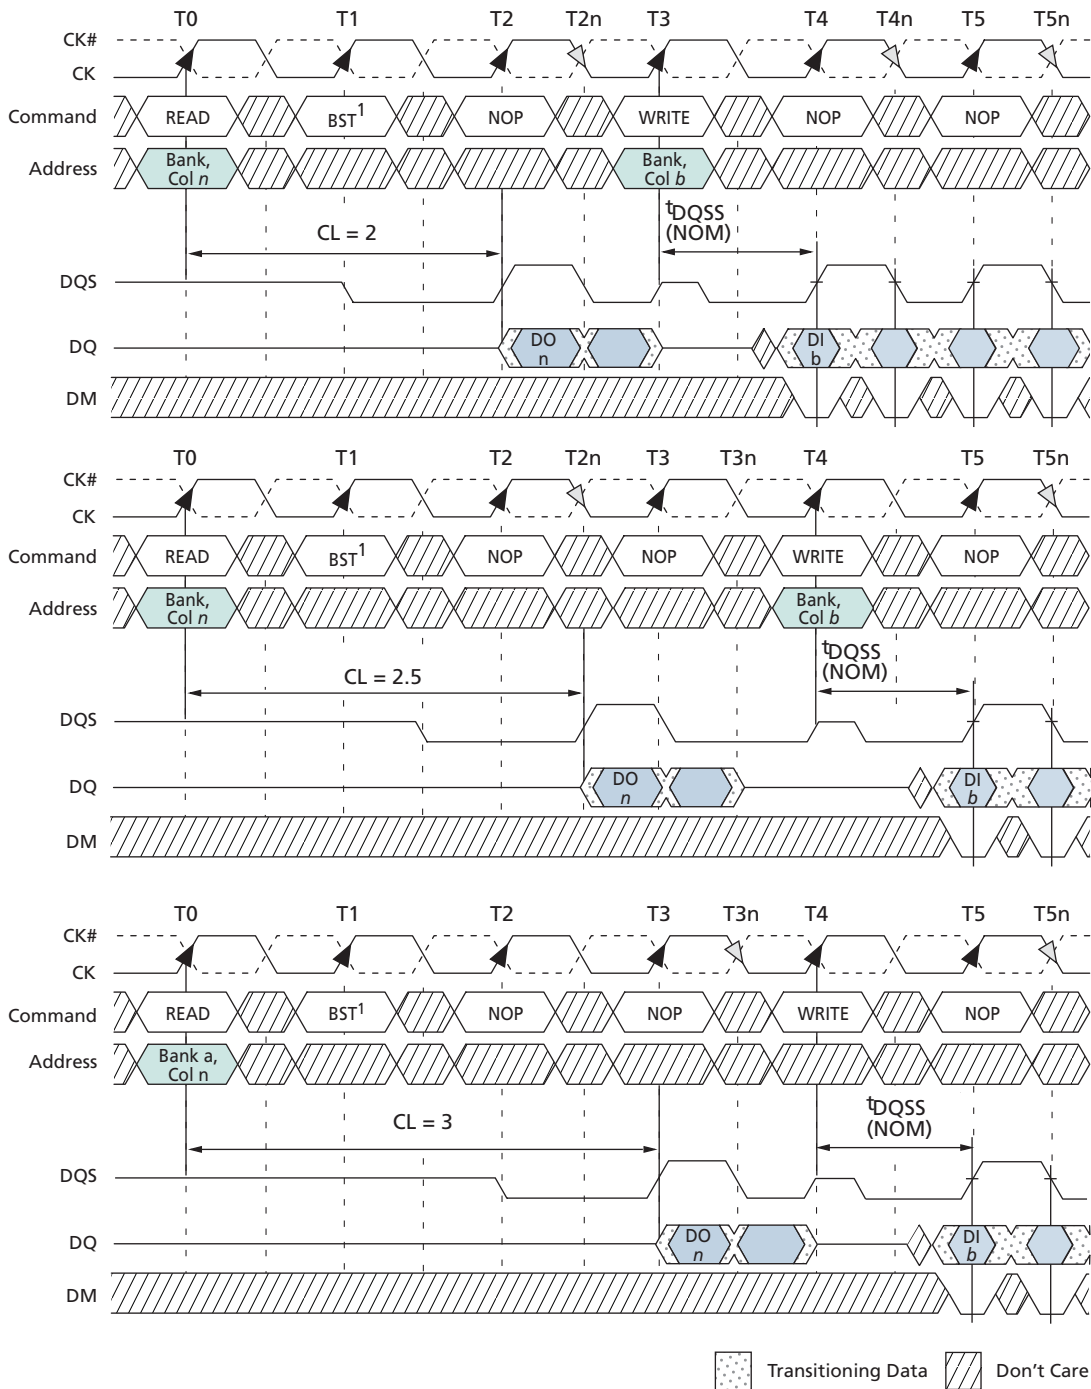 T0 T1 T2 T2n T3 T4 T4n T5 T5n
CK#
CK
Command READ BST1 NOP WRITE NOP NOP
Address Bank, Col n Bank, Col b
CL = 2
tDQSS
(NOM)
DQS
DQ DO n DI b
DM
T0 T1 T2 T2n T3 T3n T4 T5 T5n
CK#
CK
Command READ BST1 NOP NOP WRITE NOP
Address Bank, Col n Bank, Col b
CL = 2.5
tDQSS
(NOM)
DQS
DQ DO n DI b
DM
T0 T1 T2 T3 T3n T4 T5 T5n
CK#
CK
Command READ BST1 NOP NOP WRITE NOP
Address Bank a, Col n
CL = 3
tDQSS
(NOM)
DQS
DQ DO n DI b
DM
Transitioning Data Don't Care